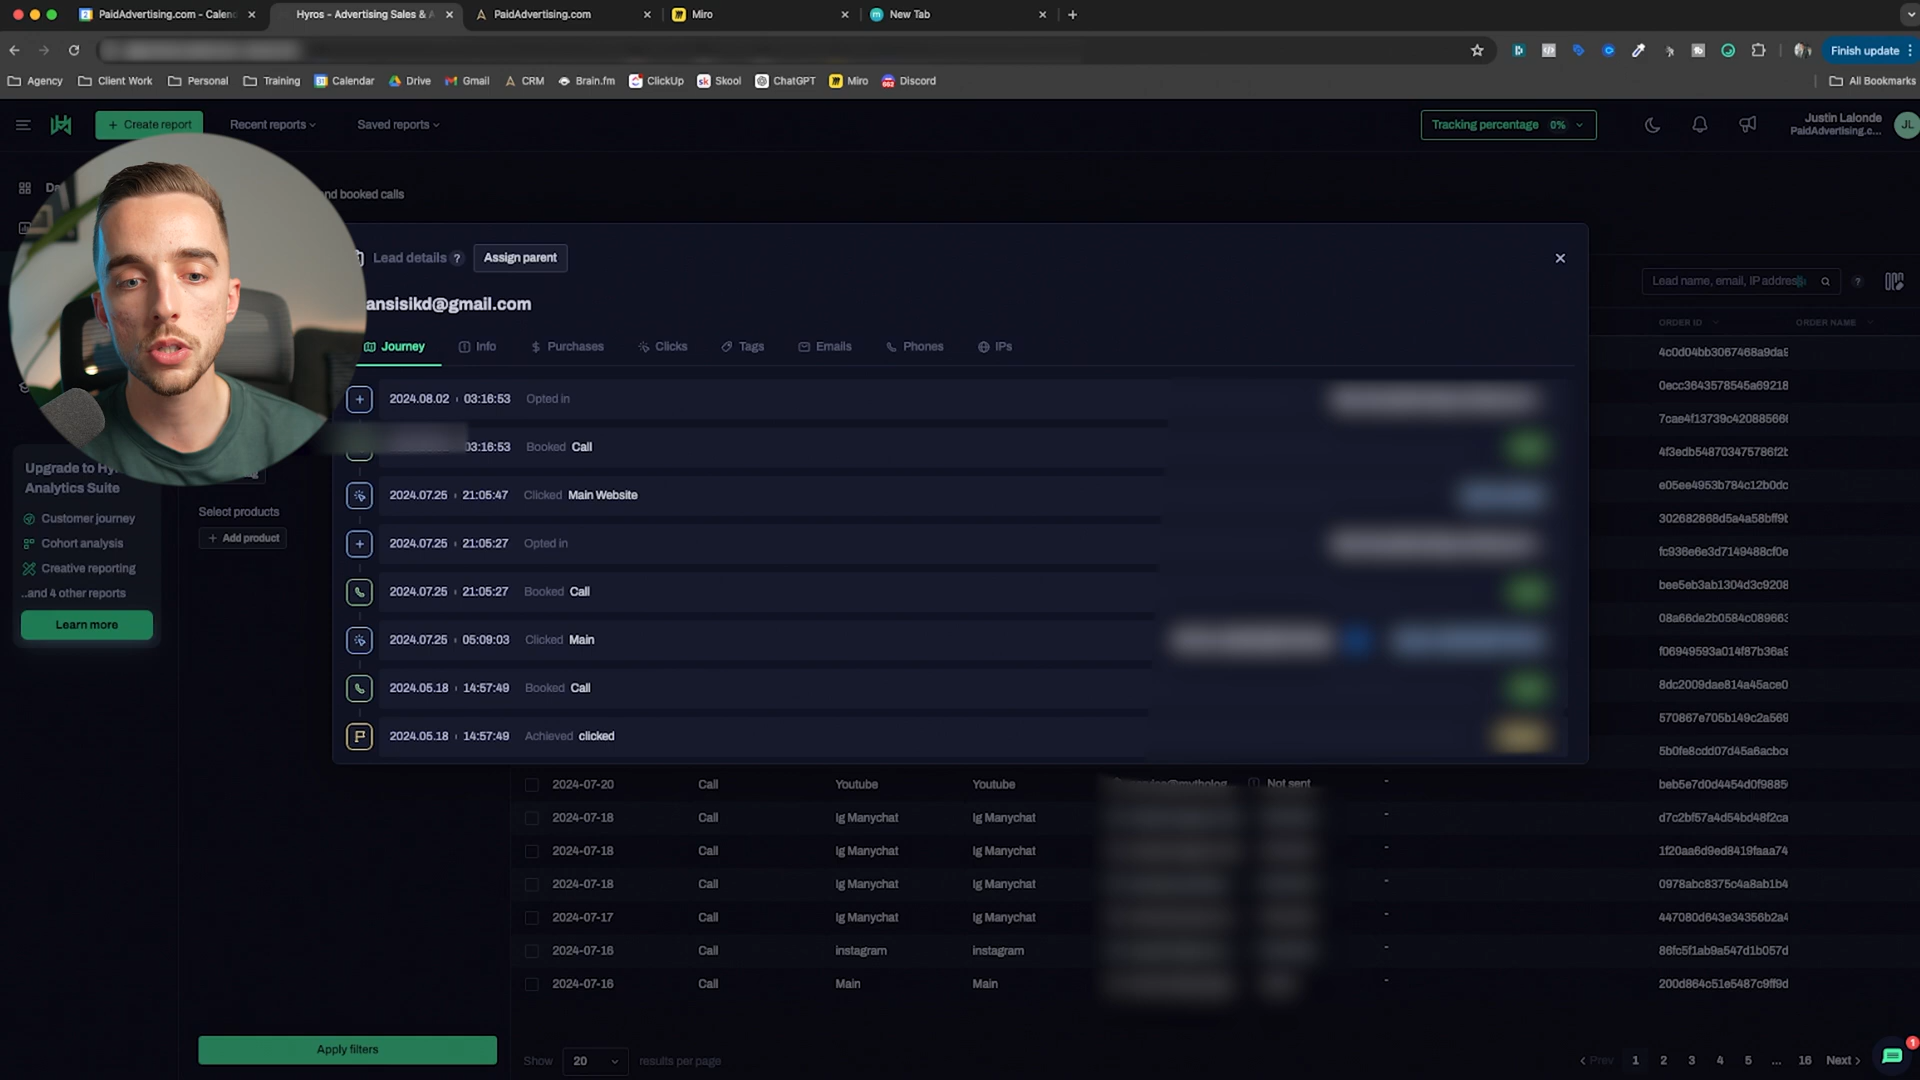 PaidAdvertising.com - Calend
Hyros - Advertising Sales & A
PaidAdvertising.com
Miro
New Tab
Finish update
Agency
Client Work
Personal
Training
Calendar
Drive
Gmail
CRM
Brain.fm
ClickUp
Skool
ChatGPT
Miro
Discord
All Bookmarks
+ Create report
Recent reports
Saved reports
Tracking percentage 0%
Justin Lalonde
PaidAdvertising.c...
JL
nd booked calls
Lead details ?
Assign parent
ansisikd@gmail.com
Lead name, email, IP address
?
Journey
Info
Purchases
Clicks
Tags
Emails
Phones
IPs
ORDER ID
ORDER NAME
2024.08.02 03:16:53 Opted in
03:16:53 Booked Call
2024.07.25 21:05:47 Clicked Main Website
2024.07.25 21:05:27 Opted in
2024.07.25 21:05:27 Booked Call
2024.07.25 05:09:03 Clicked Main
2024.05.18 14:57:49 Booked Call
2024.05.18 14:57:49 Achieved clicked
Upgrade to Hy
Analytics Suite
Customer journey
Cohort analysis
Creative reporting
..and 4 other reports
Learn more
Select products
+ Add product
4c0d04bb3067468a9da9
0ecc3643578545a69218
7cae4f13739c42088566
4f3edb548703475786f2b
e05ee4953b784c12b0dc
302682868d5a4a58bff9b
fc936e6e3d7149488cf0e
bee5eb3ab1304d3c9208
08a66de2b0584c089663
f06949593a014f87b36a9
8dc2009dae814a45ace0
570867e705b149c2a569
5b0fe8cdd07d45a6acbce
2024-07-20 Call Youtube Youtube Not sent - beb5e7d0d4454d0f9885
2024-07-18 Call Ig Manychat Ig Manychat - d7c2bf57a4d54bd48f2ca
2024-07-18 Call Ig Manychat Ig Manychat - 1f20aa6d9ed8419faaa74
2024-07-18 Call Ig Manychat Ig Manychat - 0978abc8375c4a8ab1b4
2024-07-17 Call Ig Manychat Ig Manychat - 447080d643e34356b2a4
2024-07-16 Call instagram instagram - 86fc5f1ab9a547d1b057d
2024-07-16 Call Main Main - 200d864c51e5487c9ff9d
Apply filters
Show 20 results per page
Prev 1 2 3 4 5 ... 16 Next
1